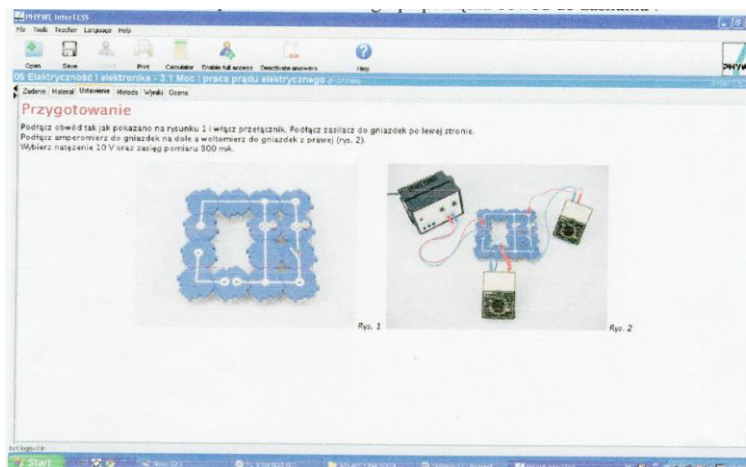 PHYWE InterTESS
File Tools Teacher Language Help
Open Save Print Calculator Enable full access Deactivate answers Help
PHYWE
06 Elektryczność i elektronika - 3.1 Moc i praca prądu elektrycznego
Zadanie Materiał Ustawienie Metoda Wyniki Ocena
Przygotowanie
Podłącz obwód tak jak pokazano na rysunku 1 i włącz przełącznik. Podłącz zasilacz do gniazdek po lewej stronie.
Podłącz amperomierz do gniazdek na dole a woltomierz do gniazdek z prawej (rys. 2).
Wybierz natężenie 10 V oraz zasięg pomiaru 300 mA.
Rys. 1
Rys. 2
Start